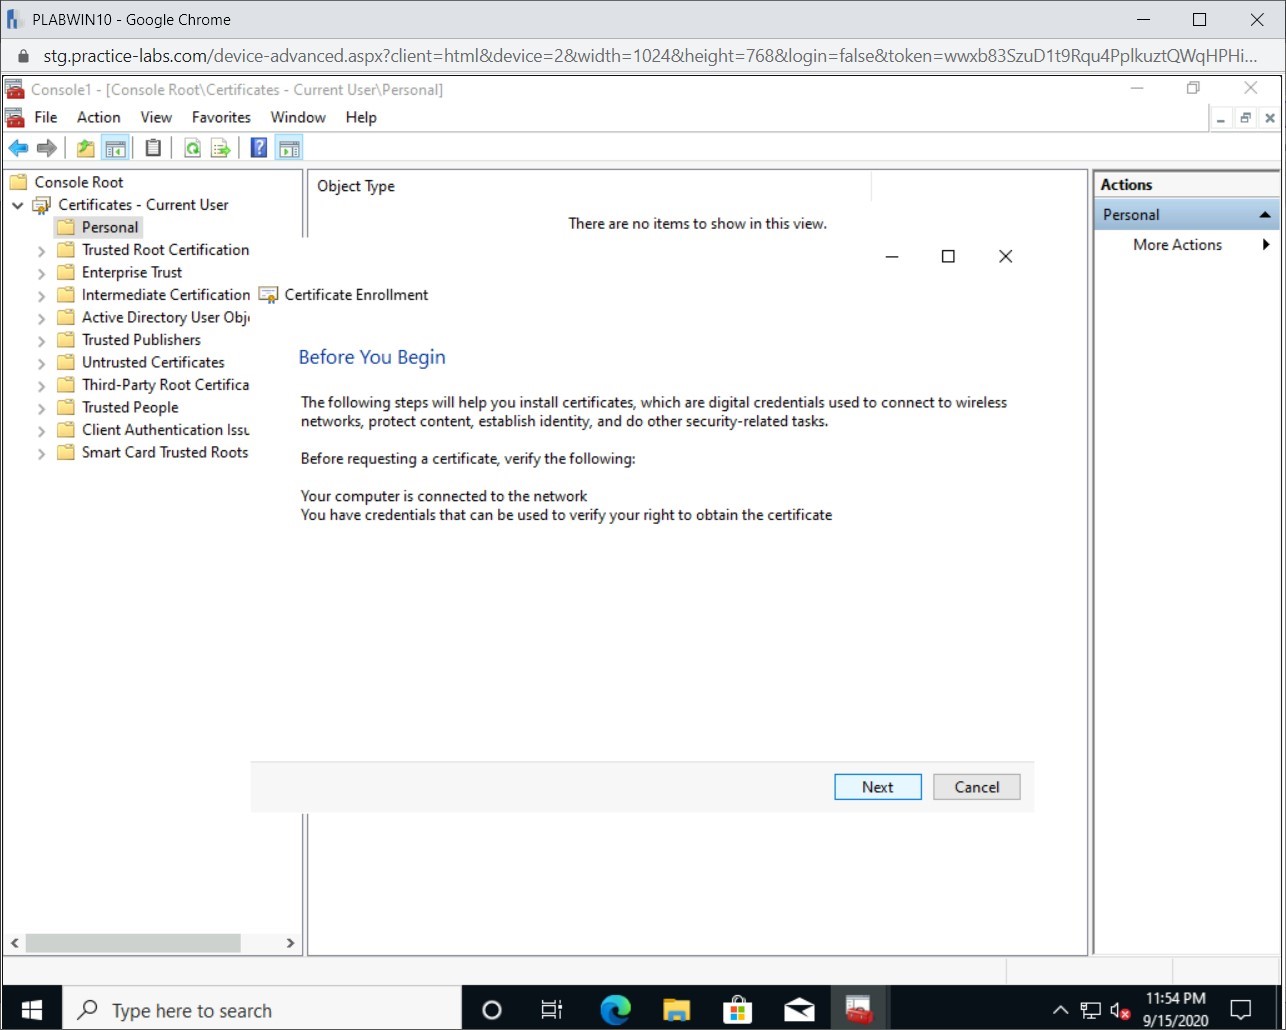 PLABWIN10 - Google Chrome
stg.practice-labs.com/device-advanced.aspx?client=html&device=2&width=1024&height=768&login=false&token=wwxb83SzuD1t9Rqu4PplkuztQWqHPHi...
Console1 - [Console Root\Certificates - Current User\Personal]
File Action View Favorites Window Help
Console Root
Certificates - Current User
Personal
Trusted Root Certification
Enterprise Trust
Intermediate Certification
Active Directory User Obj
Trusted Publishers
Untrusted Certificates
Third-Party Root Certifica
Trusted People
Client Authentication Issu
Smart Card Trusted Roots
Object Type
There are no items to show in this view.
Certificate Enrollment
Before You Begin
The following steps will help you install certificates, which are digital credentials used to connect to wireless
networks, protect content, establish identity, and do other security-related tasks.
Before requesting a certificate, verify the following:
Your computer is connected to the network
You have credentials that can be used to verify your right to obtain the certificate
Next
Cancel
Actions
Personal
More Actions
Type here to search
11:54 PM
9/15/2020